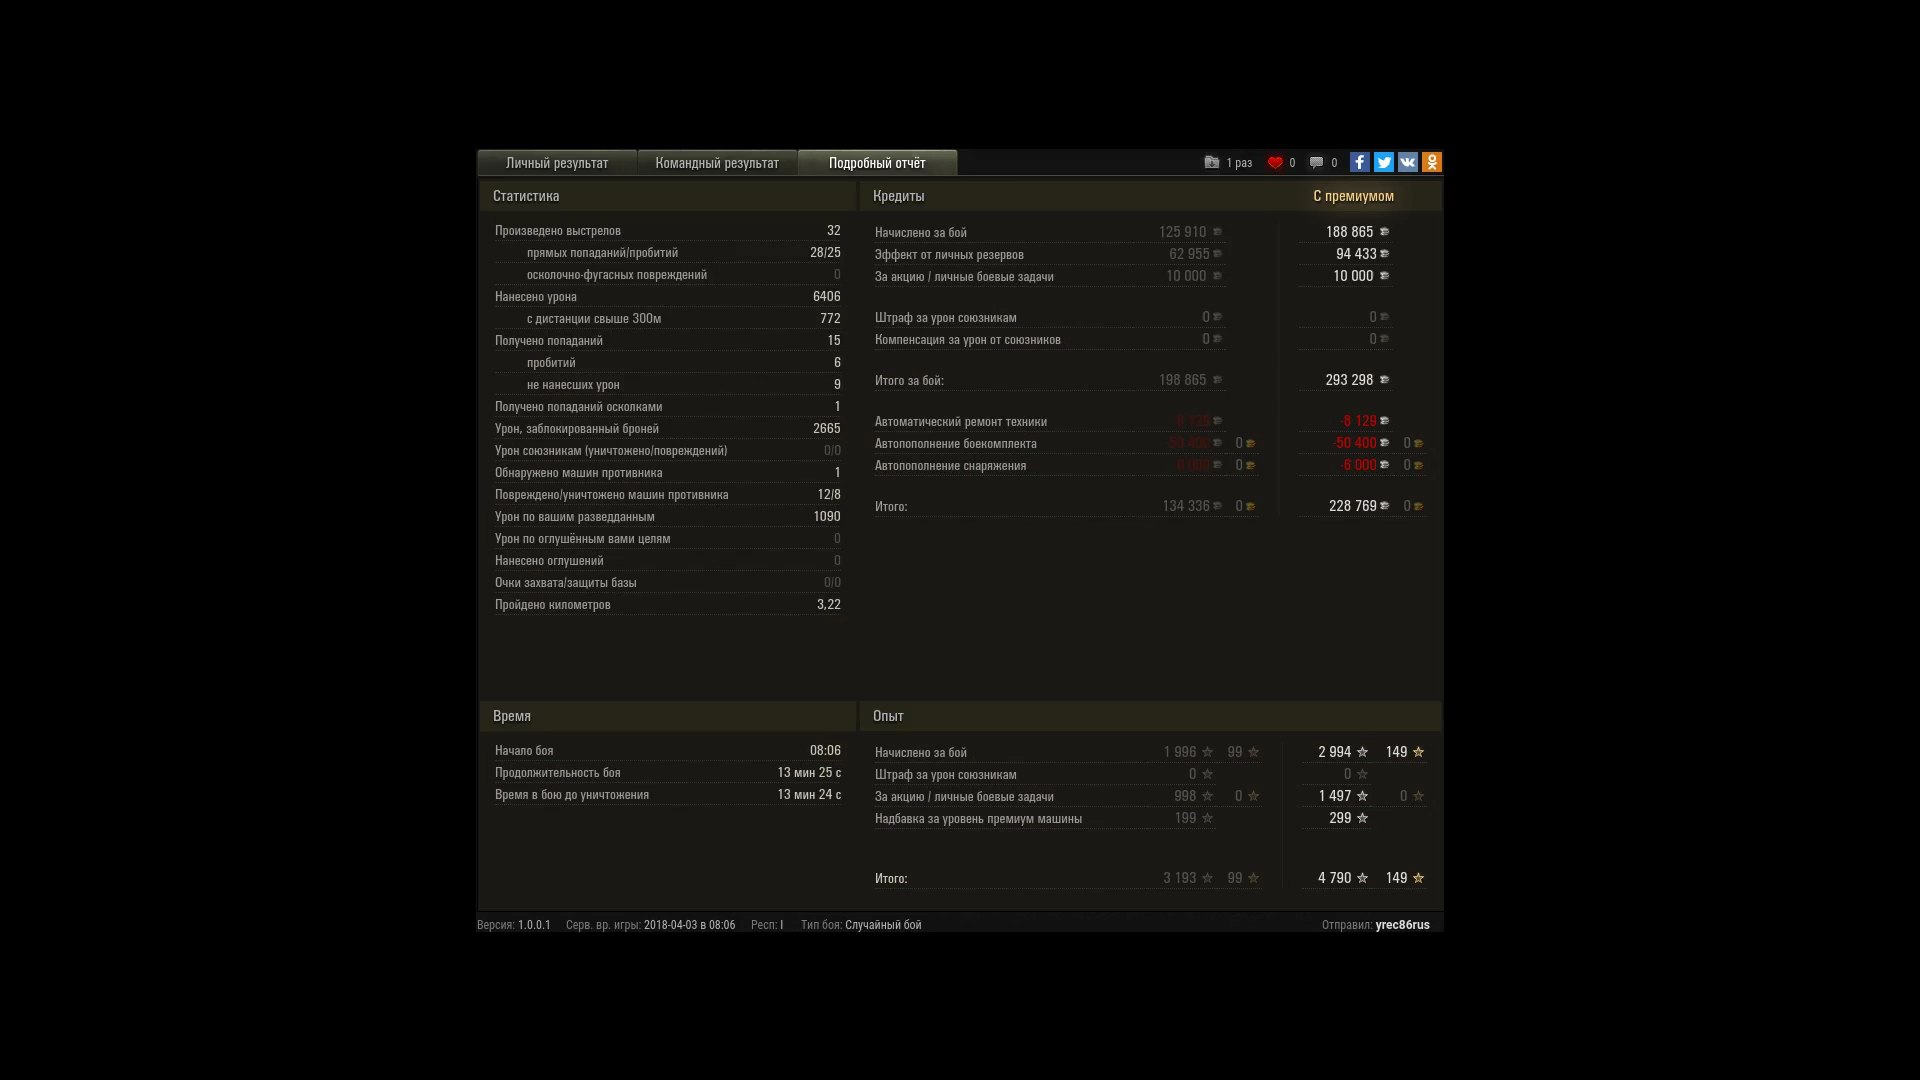 Личный результат Командный результат Подробный отчёт 1 раз 0 0
Статистика
Произведено выстрелов 32
прямых попаданий/пробитий 28/25
осколочно-фугасных повреждений 0
Нанесено урона 6406
с дистанции свыше 300м 772
Получено попаданий 15
пробитий 6
не нанесших урон 9
Получено попаданий осколками 1
Урон, заблокированный броней 2665
Урон союзникам (уничтожено/повреждений) 0/0
Обнаружено машин противника 1
Повреждено/уничтожено машин противника 12/8
Урон по вашим разведданным 1090
Урон по оглушённым вами целям 0
Нанесено оглушений 0
Очки захвата/защиты базы 0/0
Пройдено километров 3,22
Кредиты С премиумом
Начислено за бой 125 910 188 865
Эффект от личных резервов 62 955 94 433
За акцию / личные боевые задачи 10 000 10 000
Штраф за урон союзникам 0 0
Компенсация за урон от союзников 0 0
Итого за бой: 198 865 293 298
Автоматический ремонт техники -8 129
Автопополнение боекомплекта -50 400 0 -50 400 0
Автопополнение снаряжения 0 -6 000 0
Итого: 134 336 0 228 769 0
Время
Начало боя 08:06
Продолжительность боя 13 мин 25 с
Время в бою до уничтожения 13 мин 24 с
Опыт
Начислено за бой 1 996 99 2 994 149
Штраф за урон союзникам 0 0
За акцию / личные боевые задачи 998 0 1 497 0
Надбавка за уровень премиум машины 199 299
Итого: 3 193 99 4 790 149
Версия: 1.0.0.1 Серв. вр. игры: 2018-04-03 в 08:06 Респ: I Тип боя: Случайный бой Отправил: yrec86rus